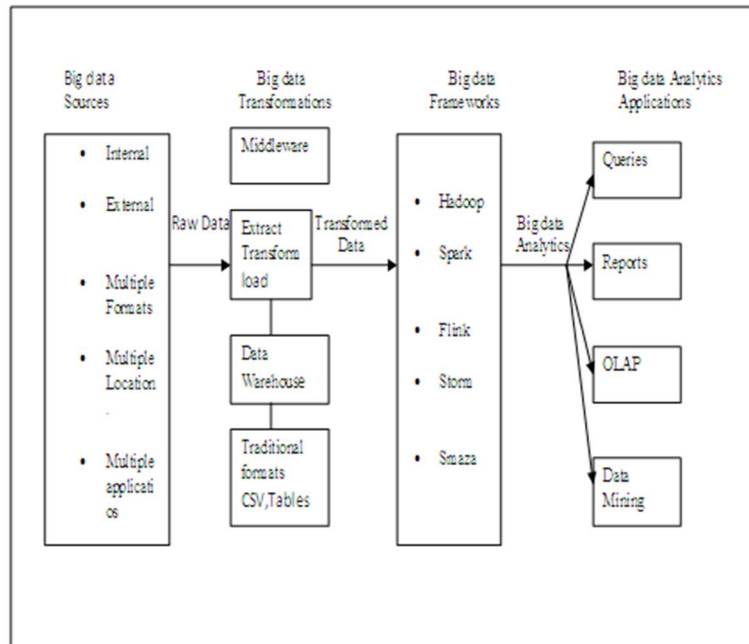 Big data
Sources
Big data
Transformations
Big data
Frameworks
Big data Analytics
Applications
• Internal
• External
• Multiple
Formats
• Multiple
Location
.
• Multiple
applicati
os
Raw Data
Middleware
Extract
Transform
load
Data
Warehouse
Traditional
formats
CSV,Tables
Transformed
Data
• Hadoop
• Spark
• Flink
• Storm
• Smaza
Big data
Analytics
Queries
Reports
OLAP
Data
Mining